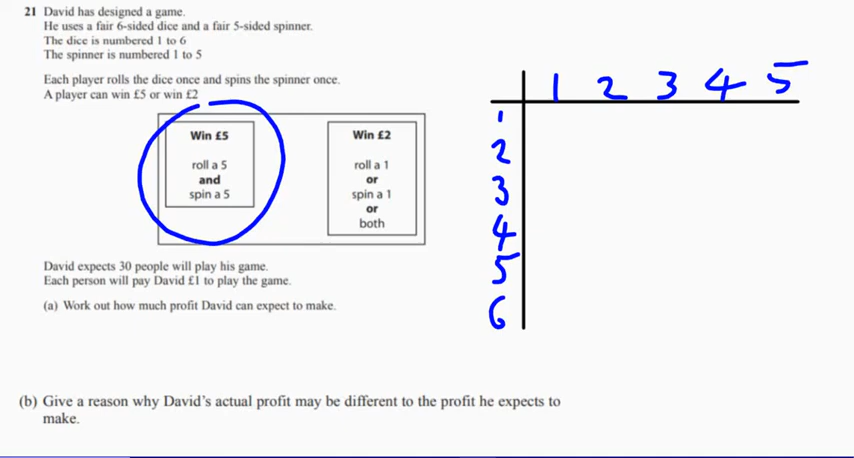 21 David has designed a game.
He uses a fair 6-sided dice and a fair 5-sided spinner.
The dice is numbered 1 to 6
The spinner is numbered 1 to 5
Each player rolls the dice once and spins the spinner once.
A player can win £5 or win £2
Win £5
roll a 5
and
spin a 5
Win £2
roll a 1
or
spin a 1
or
both
David expects 30 people will play his game.
Each person will pay David £1 to play the game.
(a) Work out how much profit David can expect to make.
(b) Give a reason why David's actual profit may be different to the profit he expects to
make.
1 2 3 4 5
1
2
3
4
5
6